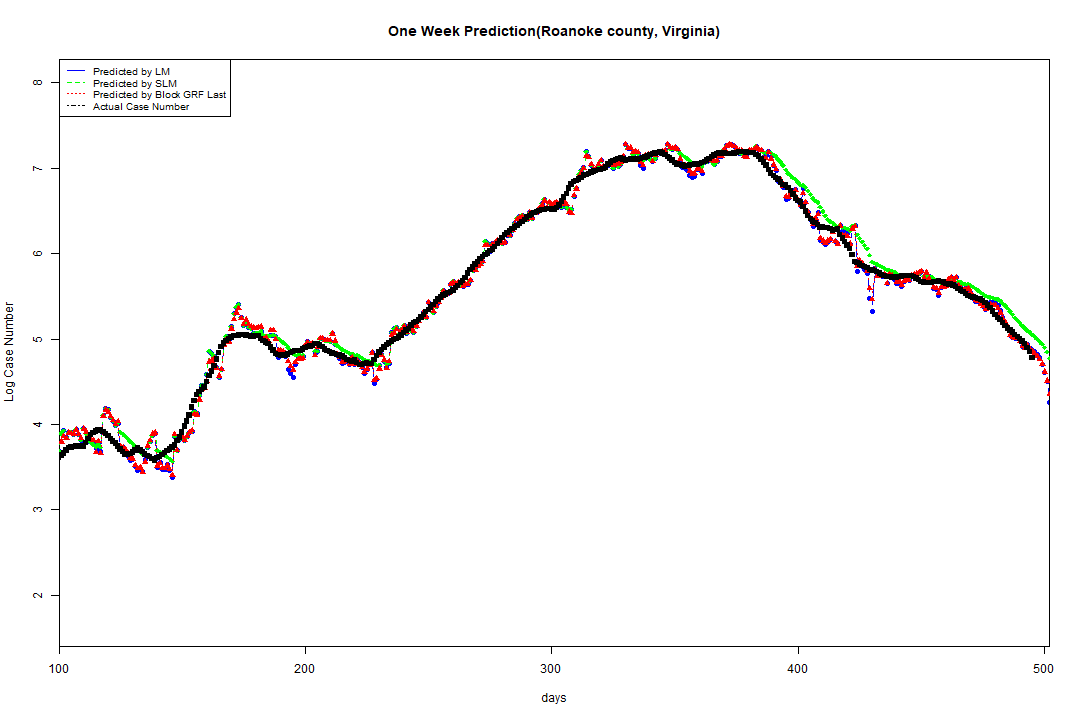 One Week Prediction(Roanoke county, Virginia)
Predicted by LM
Predicted by SLM
Predicted by Block GRF Last
Actual Case Number
8
7
6
5
4
3
2
Log Case Number
100 200 300 400 500
days